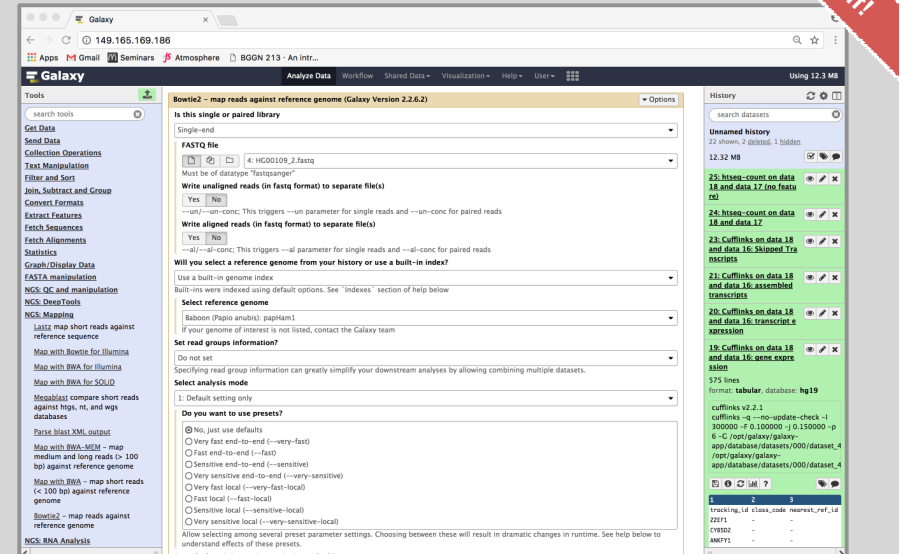 Galaxy
149.165.169.186
Apps Gmail Seminars Atmosphere BGGN 213 · An intr...
Galaxy
Analyze Data Workflow Shared Data Visualization Help User
Using 12.3 MB
Tools
search tools
Get Data
Send Data
Collection Operations
Text Manipulation
Filter and Sort
Join, Subtract and Group
Convert Formats
Extract Features
Fetch Sequences
Fetch Alignments
Statistics
Graph/Display Data
FASTA manipulation
NGS: QC and manipulation
NGS: DeepTools
NGS: Mapping
Lastz map short reads against
reference sequence
Map with Bowtie for Illumina
Map with BWA for Illumina
Map with BWA for SOLiD
Megablast compare short reads
against htgs, nt, and wgs
databases
Parse blast XML output
Map with BWA-MEM - map
medium and long reads (> 100
bp) against reference genome
Map with BWA - map short reads
(< 100 bp) against reference
genome
Bowtie2 - map reads against
reference genome
NGS: RNA Analysis
Bowtie2 - map reads against reference genome (Galaxy Version 2.2.6.2)
Options
Is this single or paired library
Single-end
FASTQ file
4: HG00109_2.fastq
Must be of datatype "fastqsanger"
Write unaligned reads (in fastq format) to separate file(s)
Yes No
--un/--un-conc; This triggers --un parameter for single reads and --un-conc for paired reads
Write aligned reads (in fastq format) to separate file(s)
Yes No
--al/--al-conc; This triggers --al parameter for single reads and --al-conc for paired reads
Will you select a reference genome from your history or use a built-in index?
Use a built-in genome index
Built-ins were indexed using default options. See `Indexes` section of help below
Select reference genome
Baboon (Papio anubis): papHam1
If your genome of interest is not listed, contact the Galaxy team
Set read groups information?
Do not set
Specifying read group information can greatly simplify your downstream analyses by allowing combining multiple datasets.
Select analysis mode
1: Default setting only
Do you want to use presets?
No, just use defaults
Very fast end-to-end (--very-fast)
Fast end-to-end (--fast)
Sensitive end-to-end (--sensitive)
Very sensitive end-to-end (--very-sensitive)
Very fast local (--very-fast-local)
Fast local (--fast-local)
Sensitive local (--sensitive-local)
Very sensitive local (--very-sensitive-local)
Allow selecting among several preset parameter settings. Choosing between these will result in dramatic changes in runtime. See help below to
understand effects of these presets.
History
search datasets
Unnamed history
22 shown, 2 deleted, 1 hidden
12.32 MB
25: htseq-count on data
18 and data 17 (no featu
re)
24: htseq-count on data
18 and data 17
23: Cufflinks on data 18
and data 16: Skipped Tra
nscripts
21: Cufflinks on data 18
and data 16: assembled
transcripts
20: Cufflinks on data 18
and data 16: transcript e
xpression
19: Cufflinks on data 18
and data 16: gene expre
ssion
575 lines
format: tabular, database: hg19
cufflinks v2.2.1
cufflinks -q --no-update-check -I
300000 -F 0.100000 -j 0.150000 -p
6 -G /opt/galaxy/galaxy-
app/database/datasets/000/dataset_4
/opt/galaxy/galaxy-
app/database/datasets/000/dataset_4
1 2 3
tracking_id class_code nearest_ref_id
ZZEF1 - -
CYB5D2 - -
ANKFY1 - -